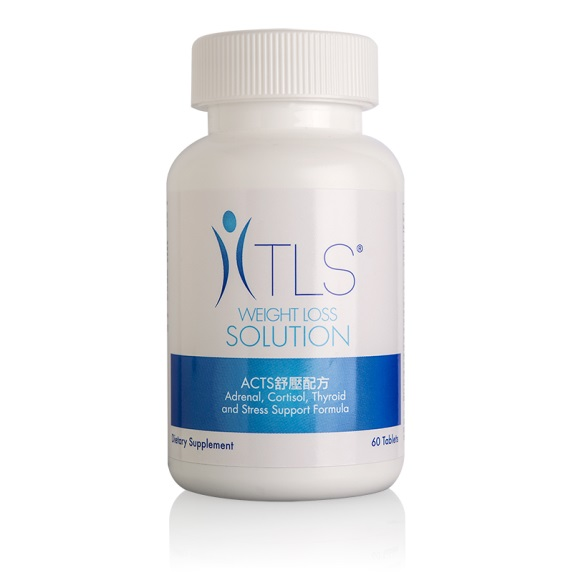 TLS®
WEIGHT LOSS
SOLUTION
ACTS舒壓配方
Adrenal, Cortisol, Thyroid
and Stress Support Formula
Dietary Supplement 60 Tablets